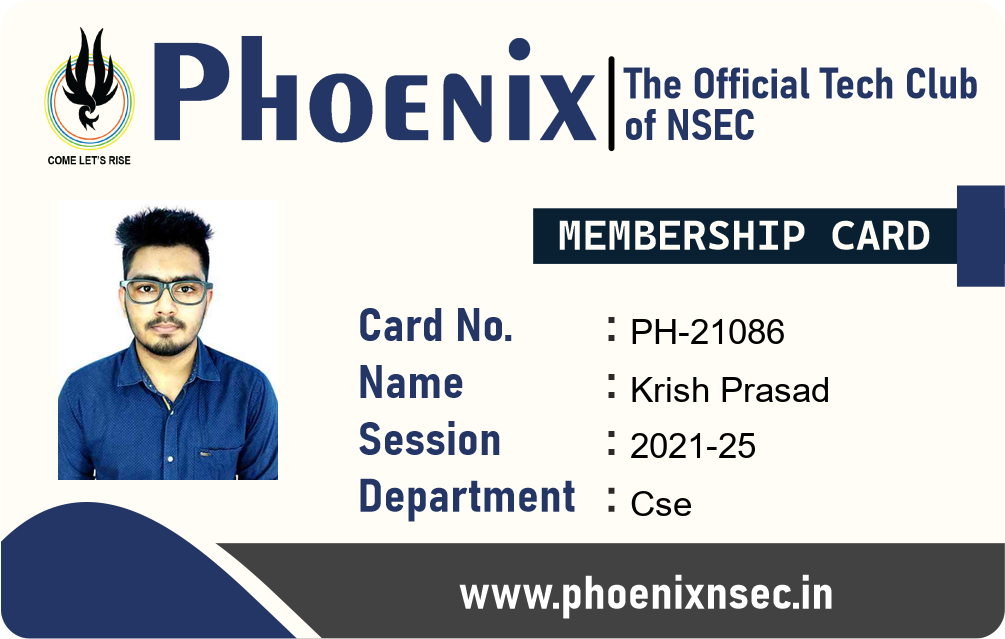 COME LET'S RISE
PHOENiX
The Official Tech Club
of NSEC
MEMBERSHIP CARD
Card No. : PH-21086
Name : Krish Prasad
Session : 2021-25
Department : Cse
www.phoenixnsec.in